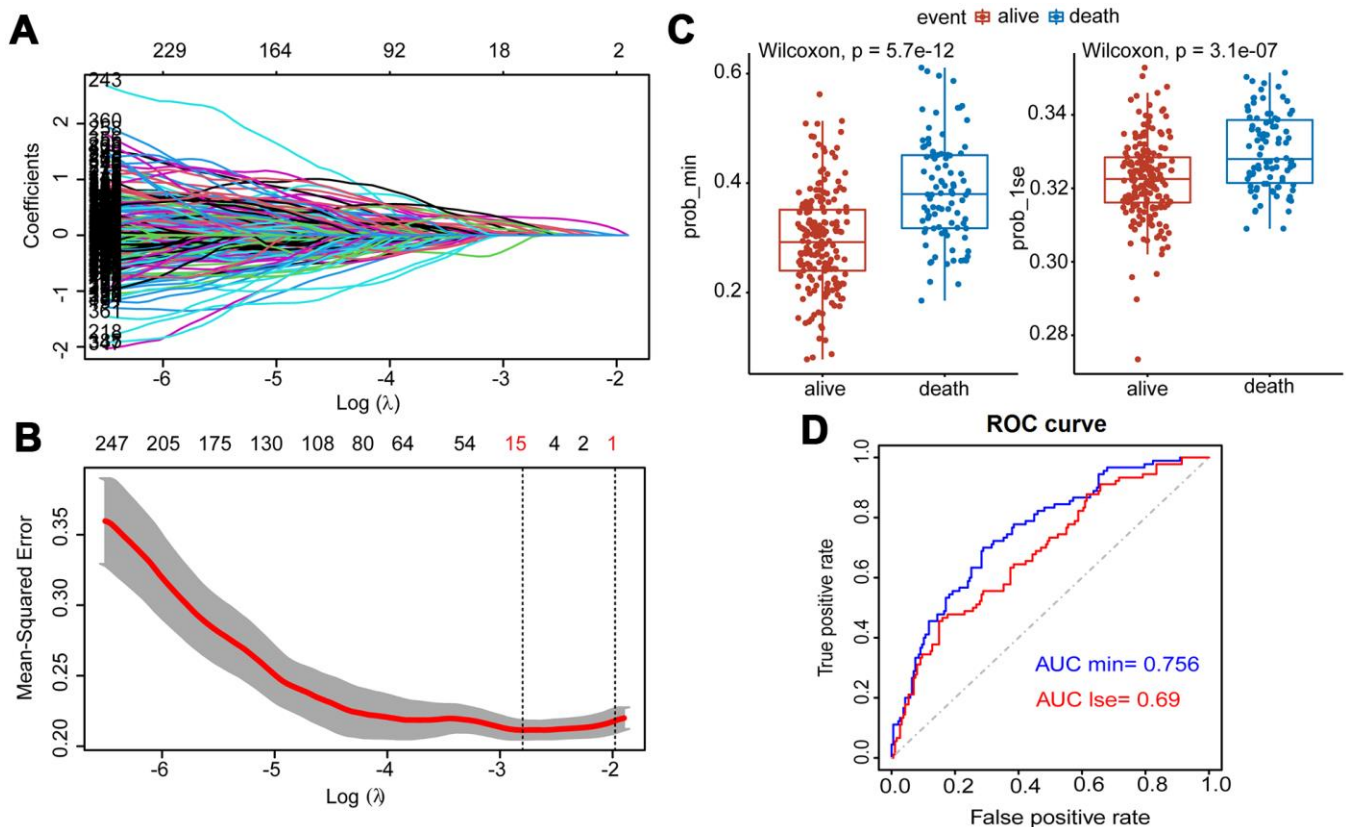 A
229 164 92 18 2
243
360
2
1
0
-1
361
218
-2
Coefficients
-6 -5 -4 -3 -2
Log (λ)
B
247 205 175 130 108 80 64 54 15 4 2 1
0.35
0.30
0.25
0.20
Mean-Squared Error
-6 -5 -4 -3 -2
Log (λ)
C
event alive death
Wilcoxon, p = 5.7e-12
0.6
0.4
0.2
prob_min
alive death
Wilcoxon, p = 3.1e-07
0.34
0.32
0.30
0.28
prob_1se
alive death
D
ROC curve
1.0
0.8
0.6
0.4
0.2
0.0
True positive rate
AUC min= 0.756
AUC lse= 0.69
0.0 0.2 0.4 0.6 0.8 1.0
False positive rate